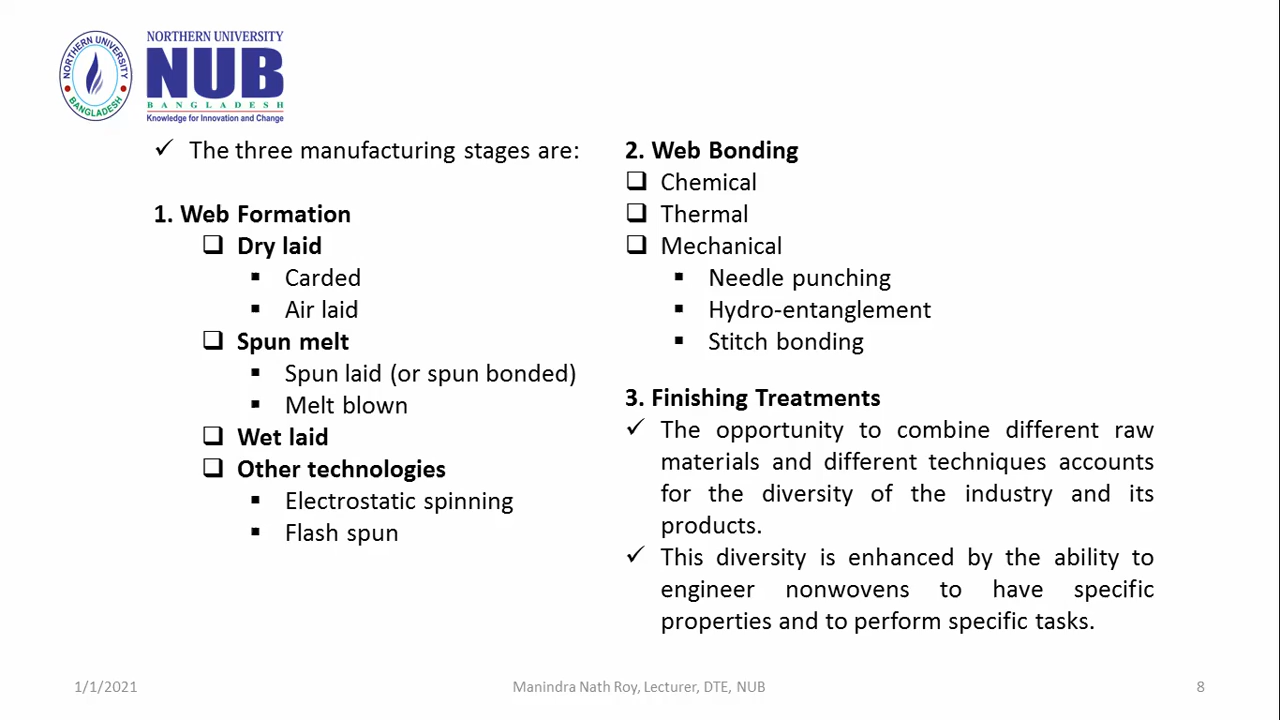 NORTHERN UNIVERSITY
BANGLADESH
NORTHERN UNIVERSITY
NUB
BANGLADESH
Knowledge for Innovation and Change
✓ The three manufacturing stages are:
1. Web Formation
❑ Dry laid
▪ Carded
▪ Air laid
❑ Spun melt
▪ Spun laid (or spun bonded)
▪ Melt blown
❑ Wet laid
❑ Other technologies
▪ Electrostatic spinning
▪ Flash spun
2. Web Bonding
❑ Chemical
❑ Thermal
❑ Mechanical
▪ Needle punching
▪ Hydro-entanglement
▪ Stitch bonding
3. Finishing Treatments
✓ The opportunity to combine different raw
materials and different techniques accounts
for the diversity of the industry and its
products.
✓ This diversity is enhanced by the ability to
engineer nonwovens to have specific
properties and to perform specific tasks.
1/1/2021
Manindra Nath Roy, Lecturer, DTE, NUB
8